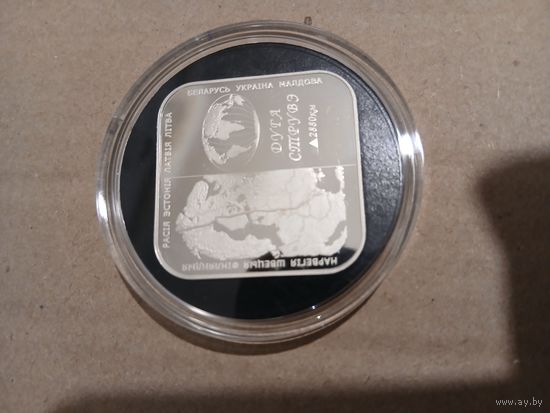 БЕЛАРУСЬ УКРАІНА МАЛДОВА
РАСІЯ ЭСТОНІЯ ЛАТВІЯ ЛІТВА
ДУГА
СТРУВЭ
▲2880км
НАРВЕГІЯ ШВЕЦЫЯ ФІНЛЯНДЫЯ
www.ay.by